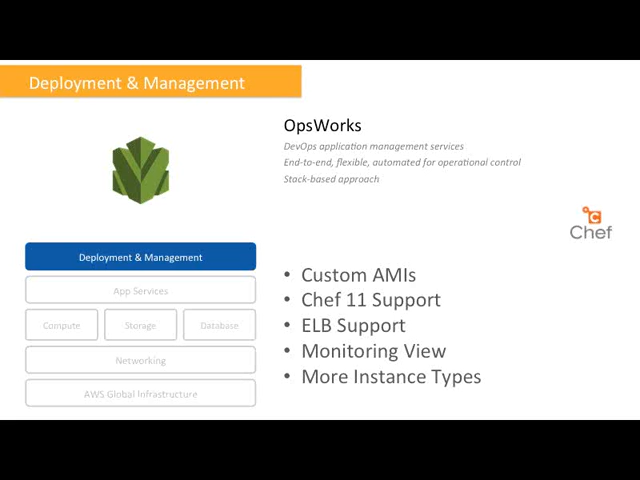 Deployment & Management
OpsWorks
DevOps application management services
End-to-end, flexible, automated for operational control
Stack-based approach
Chef
Deployment & Management
App Services
Compute
Storage
Database
Networking
AWS Global Infrastructure
• Custom AMIs
• Chef 11 Support
• ELB Support
• Monitoring View
• More Instance Types